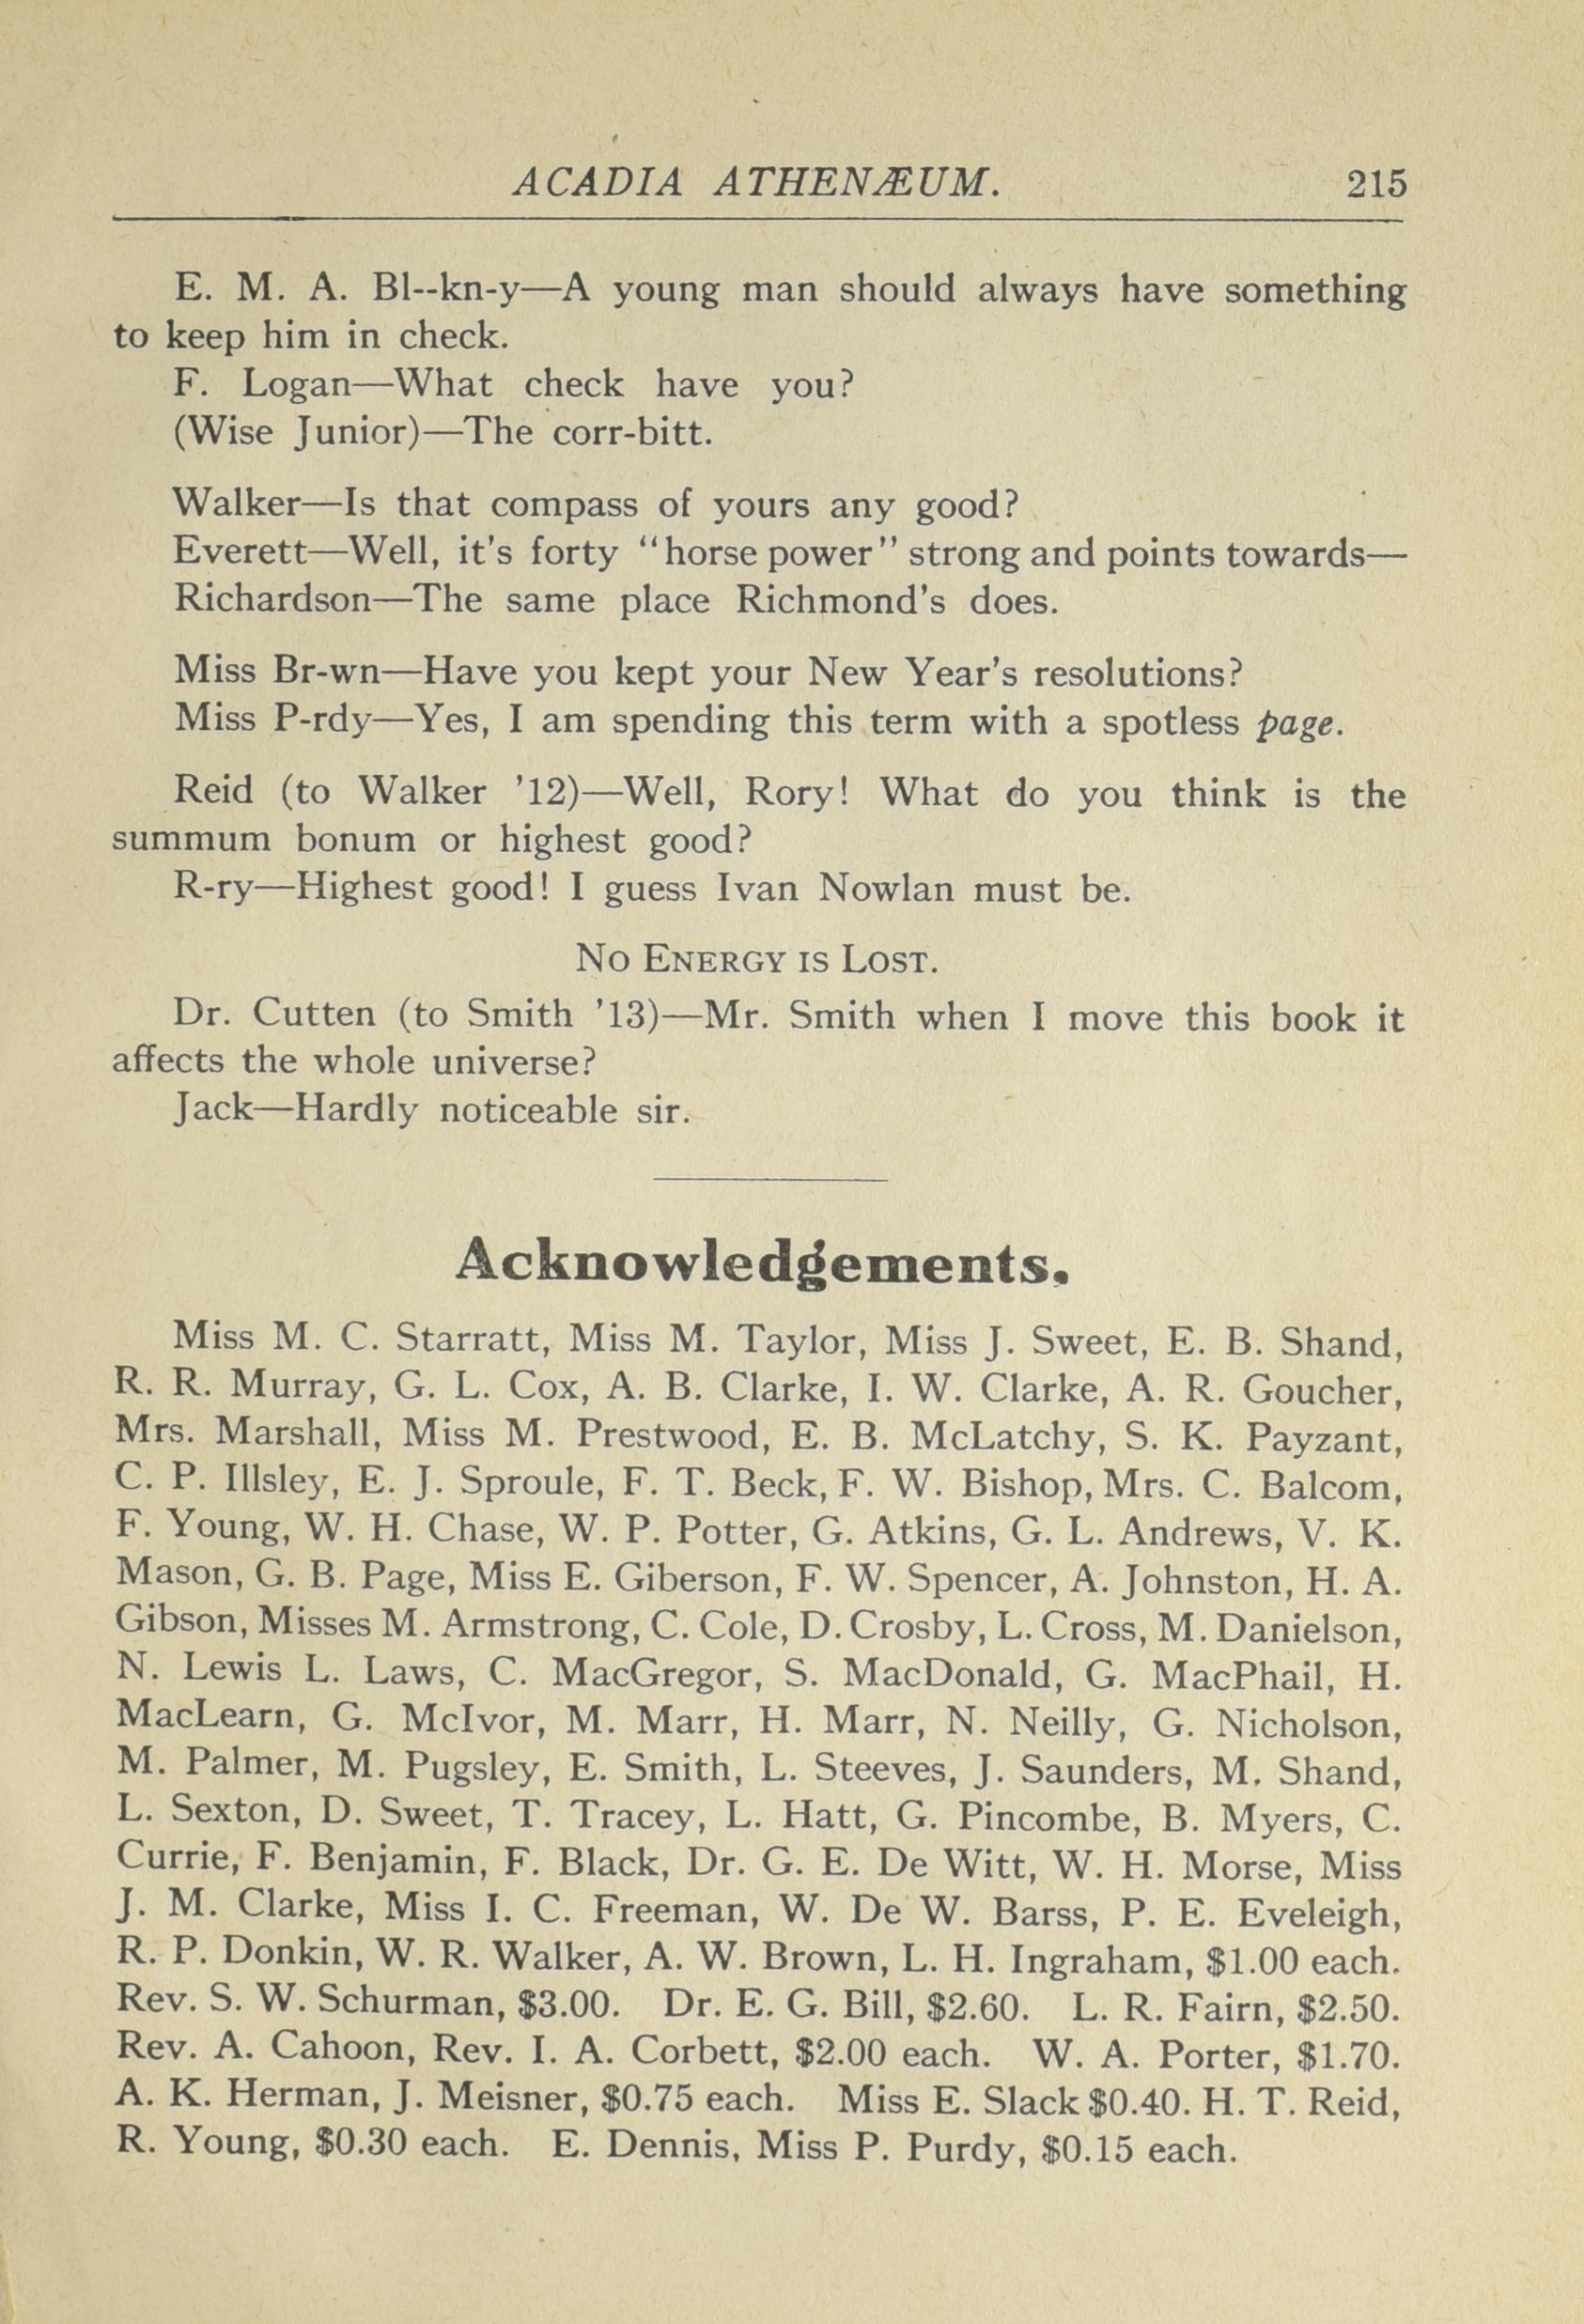 ACADIA ATHENÆUM. 215
E. M. A. Bl--kn-y—A young man should always have something
to keep him in check.
F. Logan—What check have you?
(Wise Junior)—The corr-bitt.
Walker—Is that compass of yours any good?
Everett—Well, it's forty "horse power" strong and points towards—
Richardson—The same place Richmond's does.
Miss Br-wn—Have you kept your New Year's resolutions?
Miss P-rdy—Yes, I am spending this term with a spotless page.
Reid (to Walker '12)—Well, Rory! What do you think is the
summum bonum or highest good?
R-ry—Highest good! I guess Ivan Nowlan must be.
No Energy is Lost.
Dr. Cutten (to Smith '13)—Mr. Smith when I move this book it
affects the whole universe?
Jack—Hardly noticeable sir.
Acknowledgements.
Miss M. C. Starratt, Miss M. Taylor, Miss J. Sweet, E. B. Shand,
R. R. Murray, G. L. Cox, A. B. Clarke, I. W. Clarke, A. R. Goucher,
Mrs. Marshall, Miss M. Prestwood, E. B. McLatchy, S. K. Payzant,
C. P. Illsley, E. J. Sproule, F. T. Beck, F. W. Bishop, Mrs. C. Balcom,
F. Young, W. H. Chase, W. P. Potter, G. Atkins, G. L. Andrews, V. K.
Mason, G. B. Page, Miss E. Giberson, F. W. Spencer, A. Johnston, H. A.
Gibson, Misses M. Armstrong, C. Cole, D. Crosby, L. Cross, M. Danielson,
N. Lewis L. Laws, C. MacGregor, S. MacDonald, G. MacPhail, H.
MacLearn, G. McIvor, M. Marr, H. Marr, N. Neilly, G. Nicholson,
M. Palmer, M. Pugsley, E. Smith, L. Steeves, J. Saunders, M. Shand,
L. Sexton, D. Sweet, T. Tracey, L. Hatt, G. Pincombe, B. Myers, C.
Currie, F. Benjamin, F. Black, Dr. G. E. De Witt, W. H. Morse, Miss
J. M. Clarke, Miss I. C. Freeman, W. De W. Barss, P. E. Eveleigh,
R. P. Donkin, W. R. Walker, A. W. Brown, L. H. Ingraham, $1.00 each.
Rev. S. W. Schurman, $3.00. Dr. E. G. Bill, $2.60. L. R. Fairn, $2.50.
Rev. A. Cahoon, Rev. I. A. Corbett, $2.00 each. W. A. Porter, $1.70.
A. K. Herman, J. Meisner, $0.75 each. Miss E. Slack $0.40. H. T. Reid,
R. Young, $0.30 each. E. Dennis, Miss P. Purdy, $0.15 each.